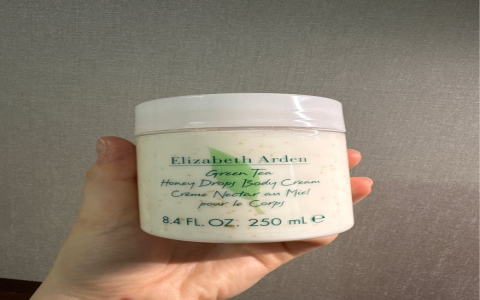 Elizabeth Arden
Green Tea
Honey Drops Body Cream
Crème Nectar au Miel
pour le Corps
8.4 FL. OZ. 250 mL ℮